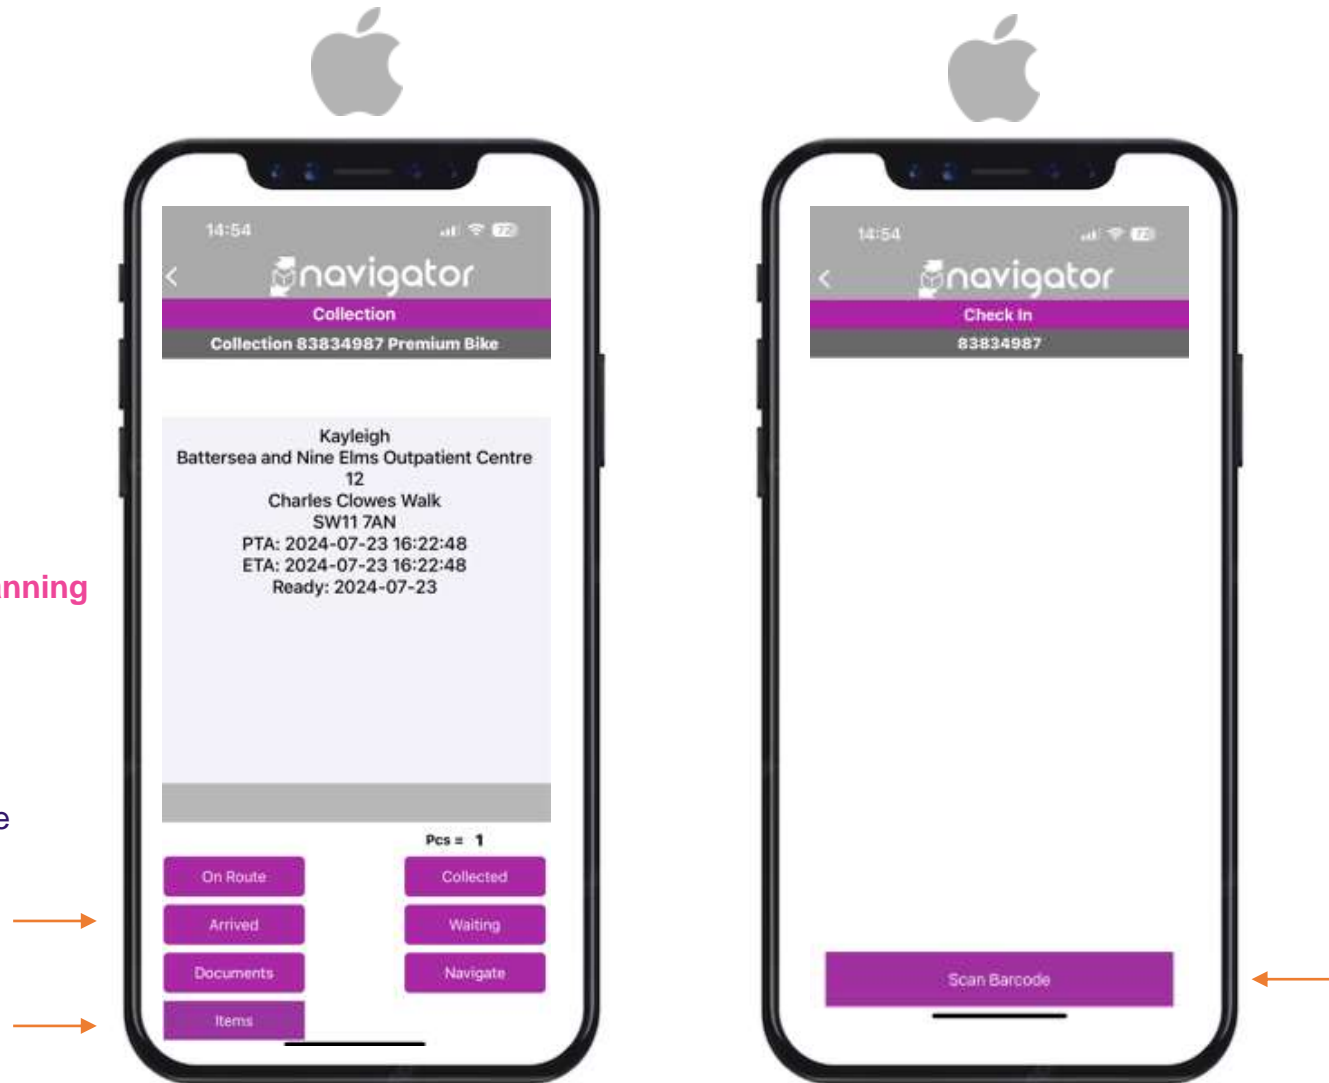 14:54
72
navigator
Collection
Collection 83834987 Premium Bike
Kayleigh
Battersea and Nine Elms Outpatient Centre
12
Charles Clowes Walk
SW11 7AN
PTA: 2024-07-23 16:22:48
ETA: 2024-07-23 16:22:48
Ready: 2024-07-23
Pcs = 1
On Route
Collected
Arrived
Waiting
Documents
Navigate
Items
14:54
72
navigator
Check In
83834987
Scan Barcode
anning
e